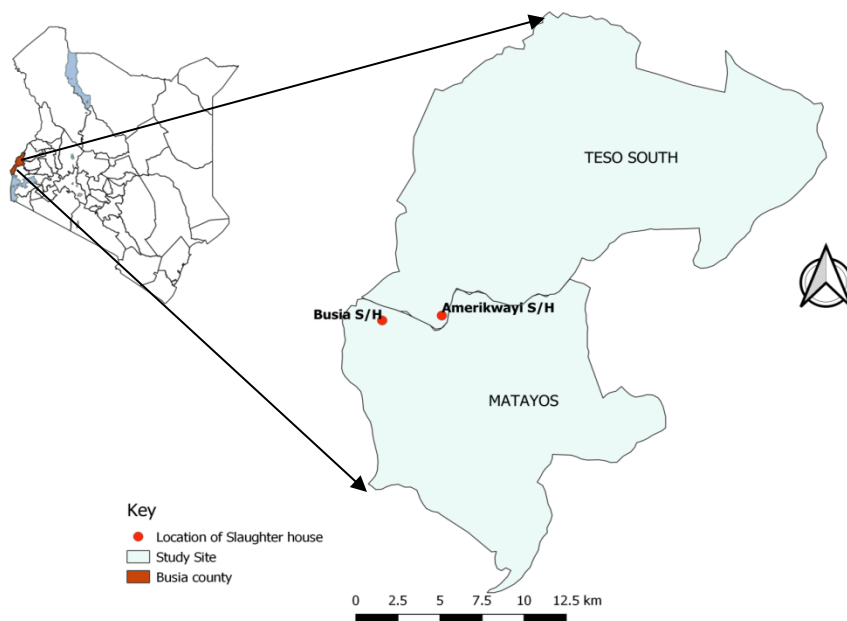 TESO SOUTH
Busia S/H
Amerikwayi S/H
MATAYOS
Key
Location of Slaughter house
Study Site
Busia county
0 2.5 5 7.5 10 12.5 km